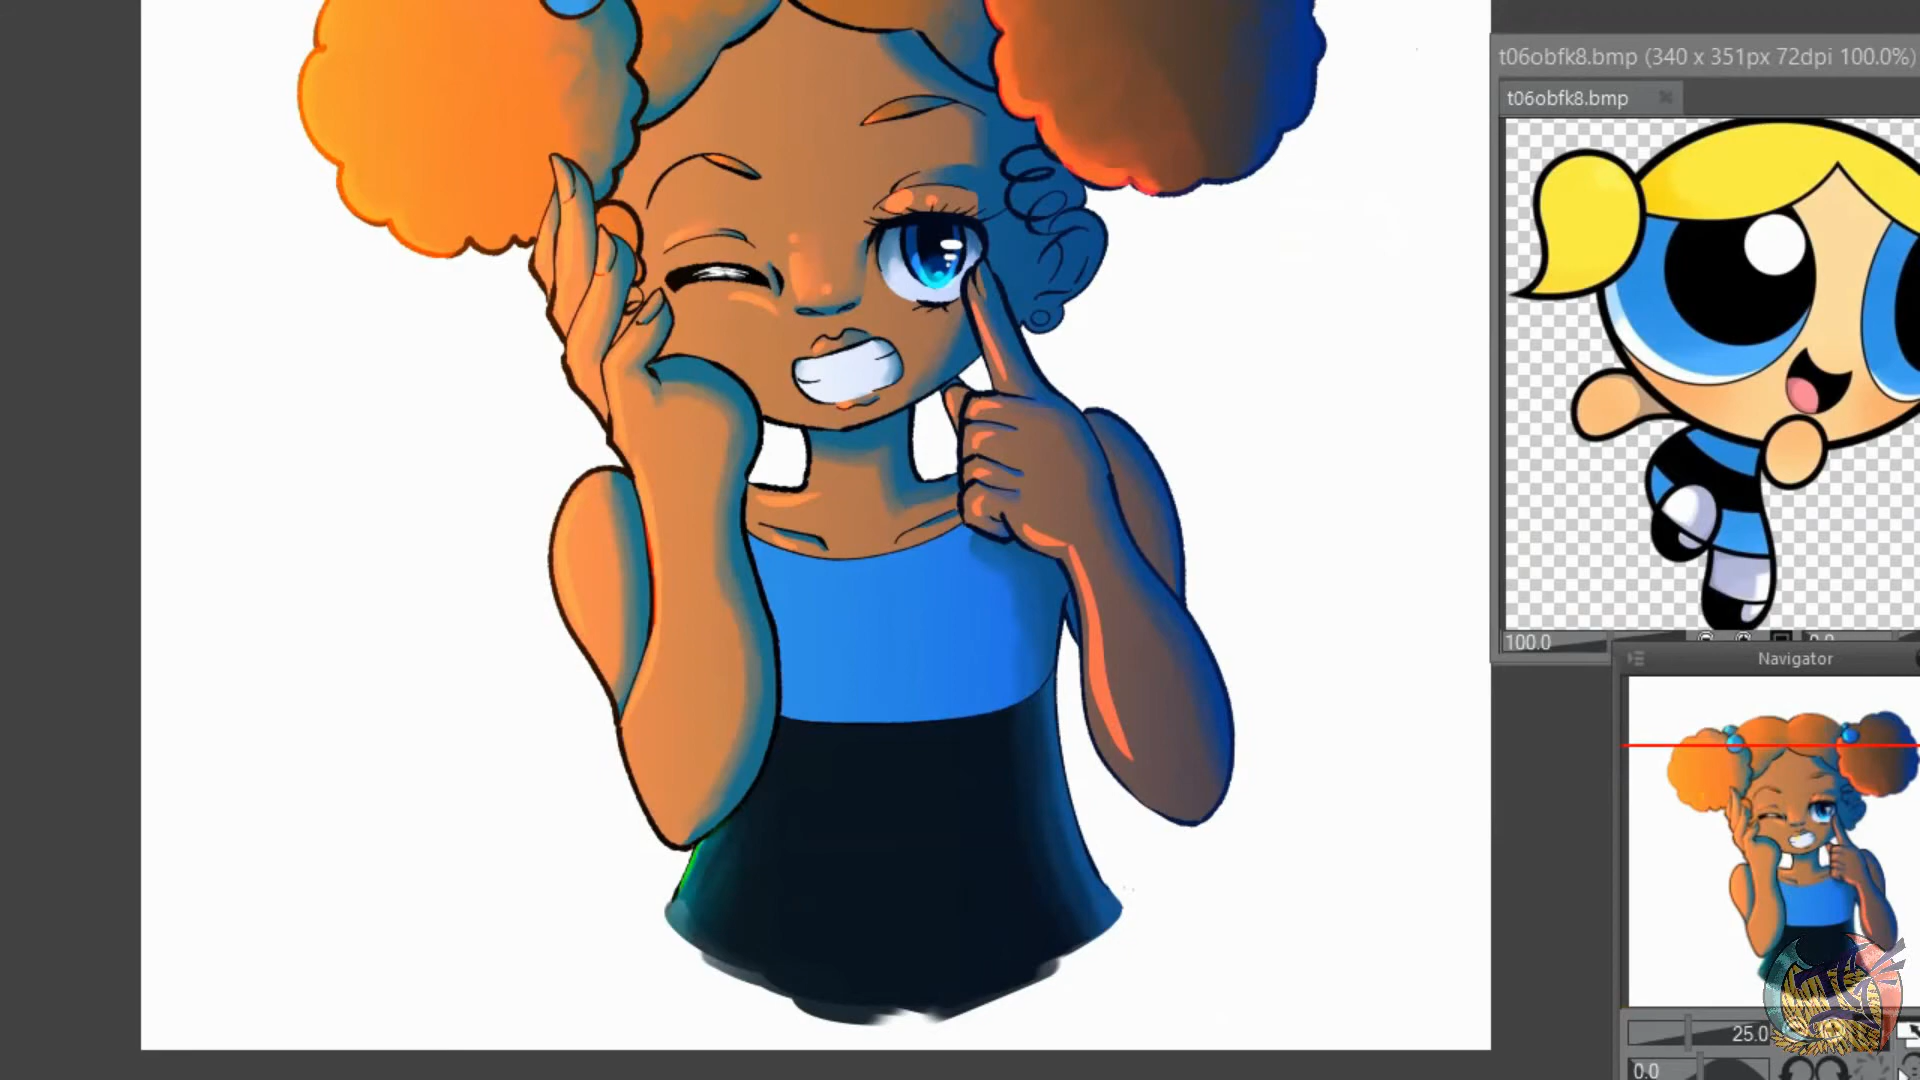 t06obfk8.bmp (340 x 351px 72dpi 100.0%)
t06obfk8.bmp
100.0
Navigator
25.0
0.0